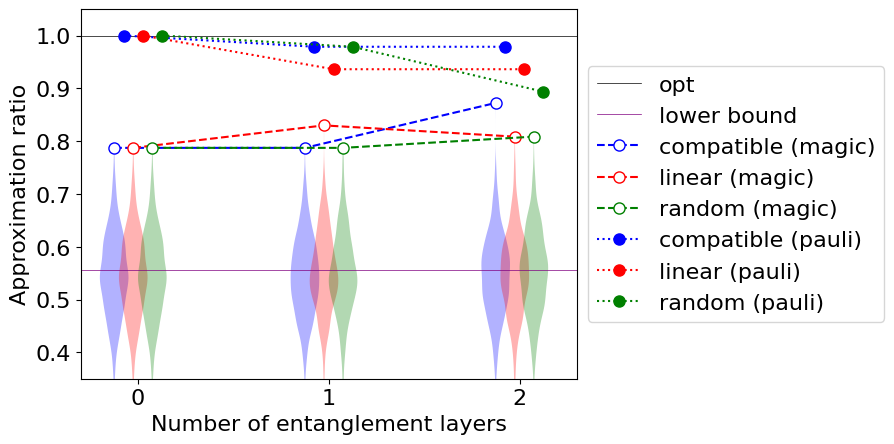 1.0
0.9
0.8
0.7
0.6
0.5
0.4
Approximation ratio
0 1 2
Number of entanglement layers
opt
lower bound
compatible (magic)
linear (magic)
random (magic)
compatible (pauli)
linear (pauli)
random (pauli)